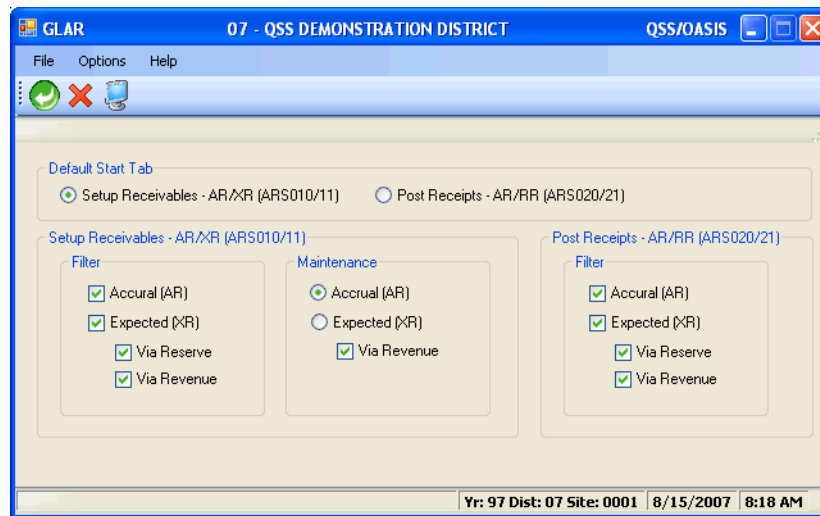 GLAR 07 - QSS DEMONSTRATION DISTRICT QSS/OASIS
File Options Help
Default Start Tab
Setup Receivables - AR/XR (ARS010/11) Post Receipts - AR/RR (ARS020/21)
Setup Receivables - AR/XR (ARS010/11) Post Receipts - AR/RR (ARS020/21)
Filter Maintenance Filter
Accural (AR) Accrual (AR) Accural (AR)
Expected (XR) Expected (XR) Expected (XR)
Via Reserve Via Revenue Via Reserve
Via Revenue Via Revenue
Yr: 97 Dist: 07 Site: 0001 8/15/2007 8:18 AM